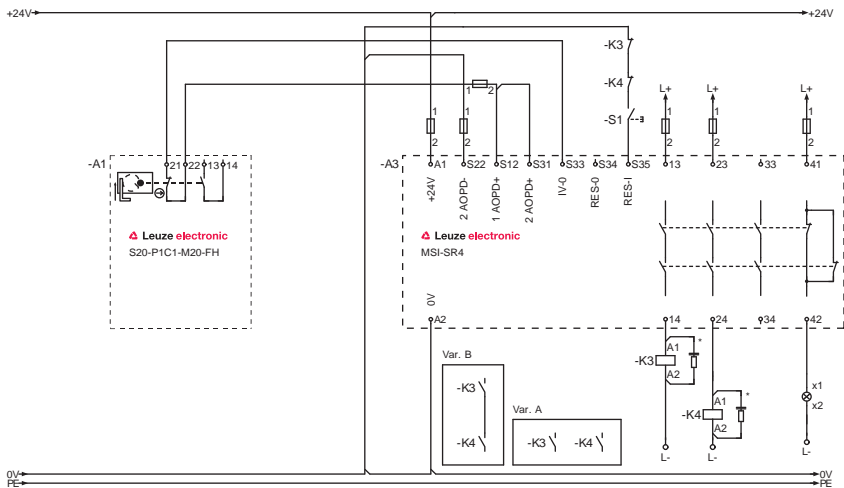 +24V +24V
-K3
-K4
1 2
L+ L+ L+
-S1
1 1 1 1 1
2 2 2 2 2
-A1 21 22 13 14
-A3 A1 S22 S12 S31 S33 S34 S35 13 23 33 41
+24V
2 AOPD-
1 AOPD+
2 AOPD+
IV-0
RES-0
RES-I
Leuze electronic
S20-P1C1-M20-FH
Leuze electronic
MSI-SR4
0V
A2 14 24 34 42
Var. B
-K3
-K4
Var. A
-K3 -K4
-K3 A1 *
A2
-K4 A1 *
A2
x1
x2
L- L- L-
0V 0V
PE PE